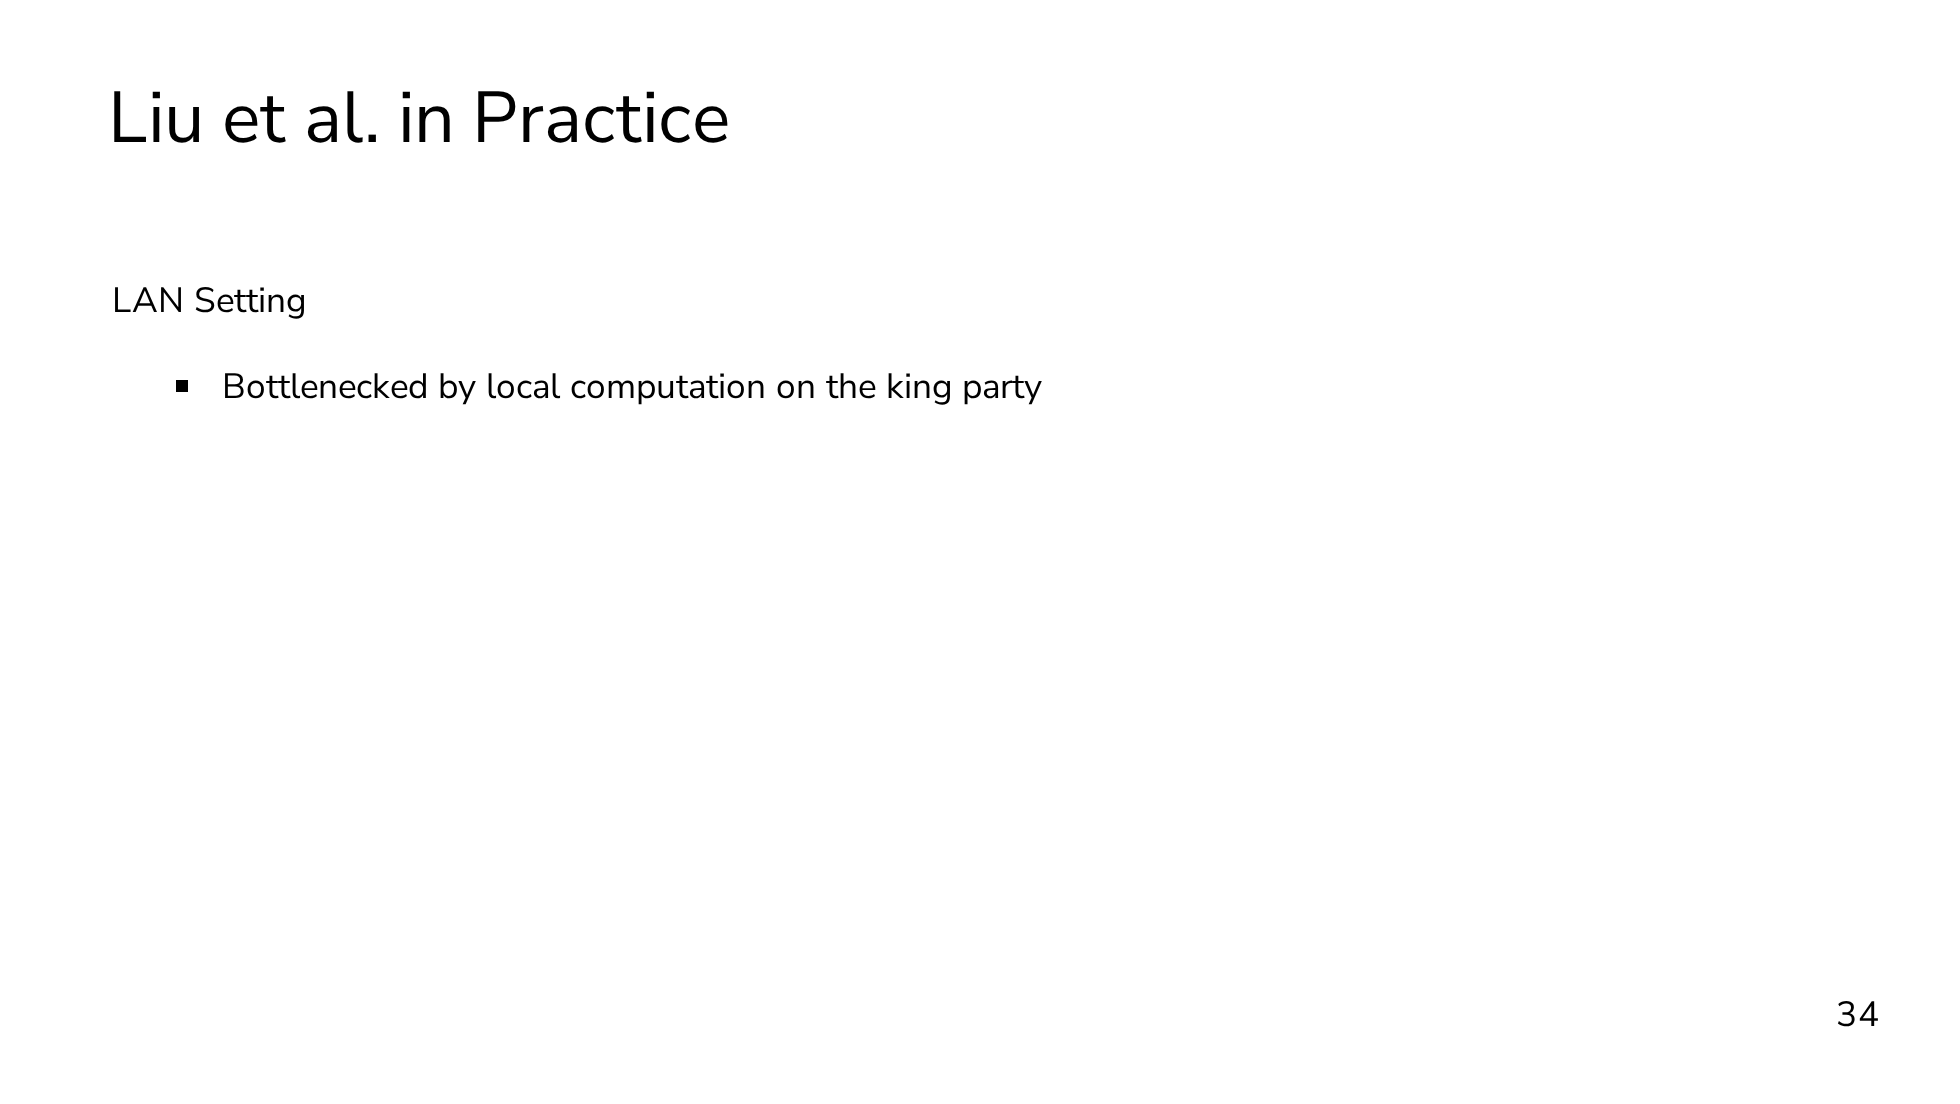 Liu et al. in Practice
LAN Setting
▪ Bottlenecked by local computation on the king party
34